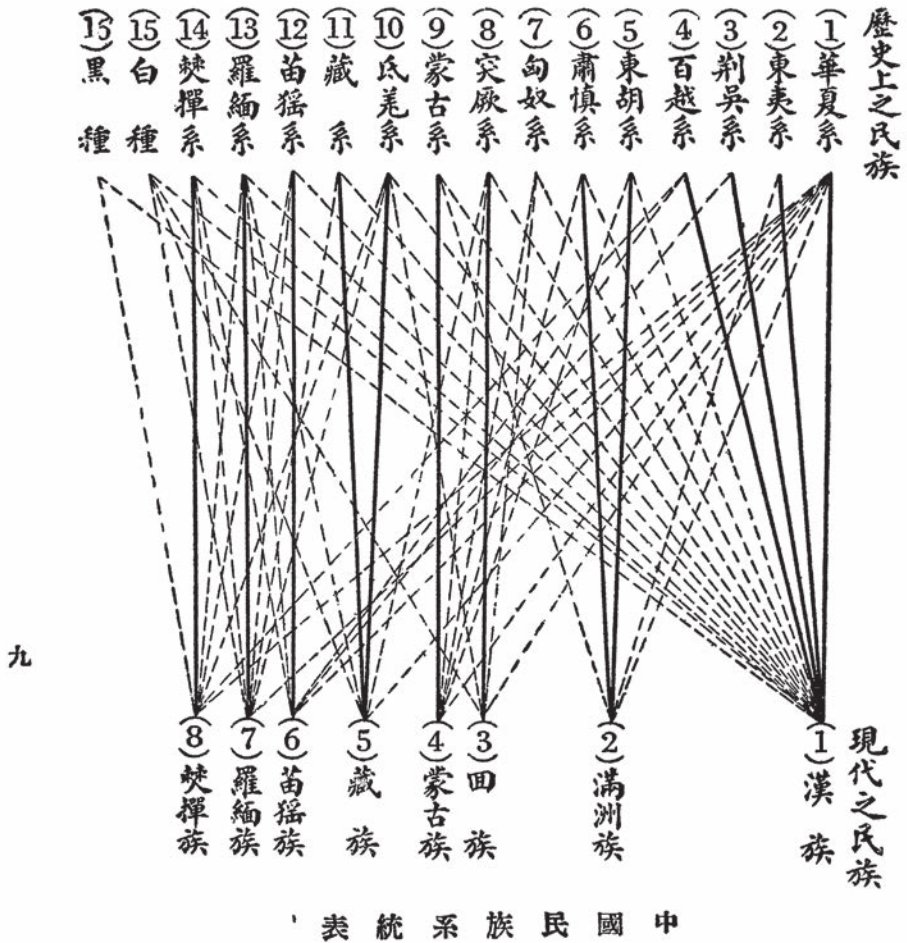 歷史上之民族
(1)華夏系
(2)東夷系
(3)荆吳系
(4)百越系
(5)東胡系
(6)肅慎系
(7)匈奴系
(8)突厥系
(9)蒙古系
(10)氐羌系
(11)藏系
(12)苗猺系
(13)羅緬系
(14)僰撣系
(15)白種
(15)黑種
現代之民族
(1)漢族
(2)滿洲族
(3)回族
(4)蒙古族
(5)藏族
(6)苗猺族
(7)羅緬族
(8)僰撣族
中國民族系統表
九